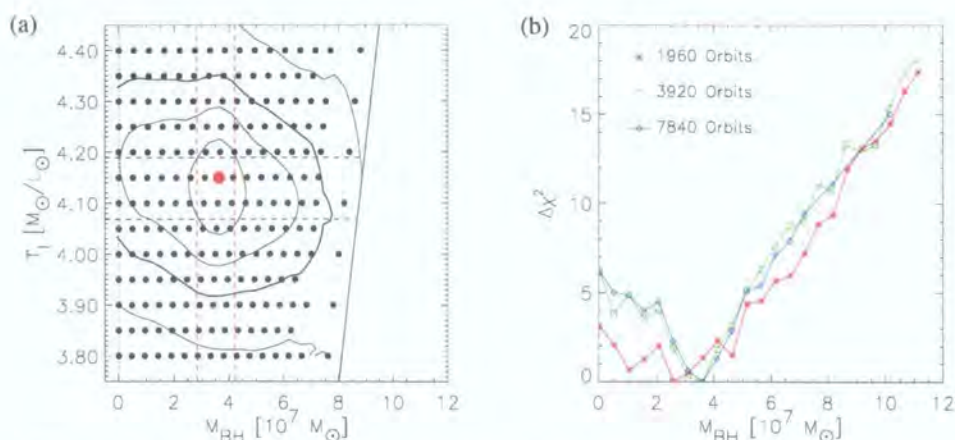 (a)
4.40
4.30
4.20
4.10
4.00
3.90
3.80
Τ_I [M_⊙/L_⊙]
0 2 4 6 8 10 12
M_BH [10^7 M_⊙]
(b)
20
15
10
5
0
Δχ^2
1960 Orbits
3920 Orbits
7840 Orbits
0 2 4 6 8 10 12
M_BH [10^7 M_⊙]